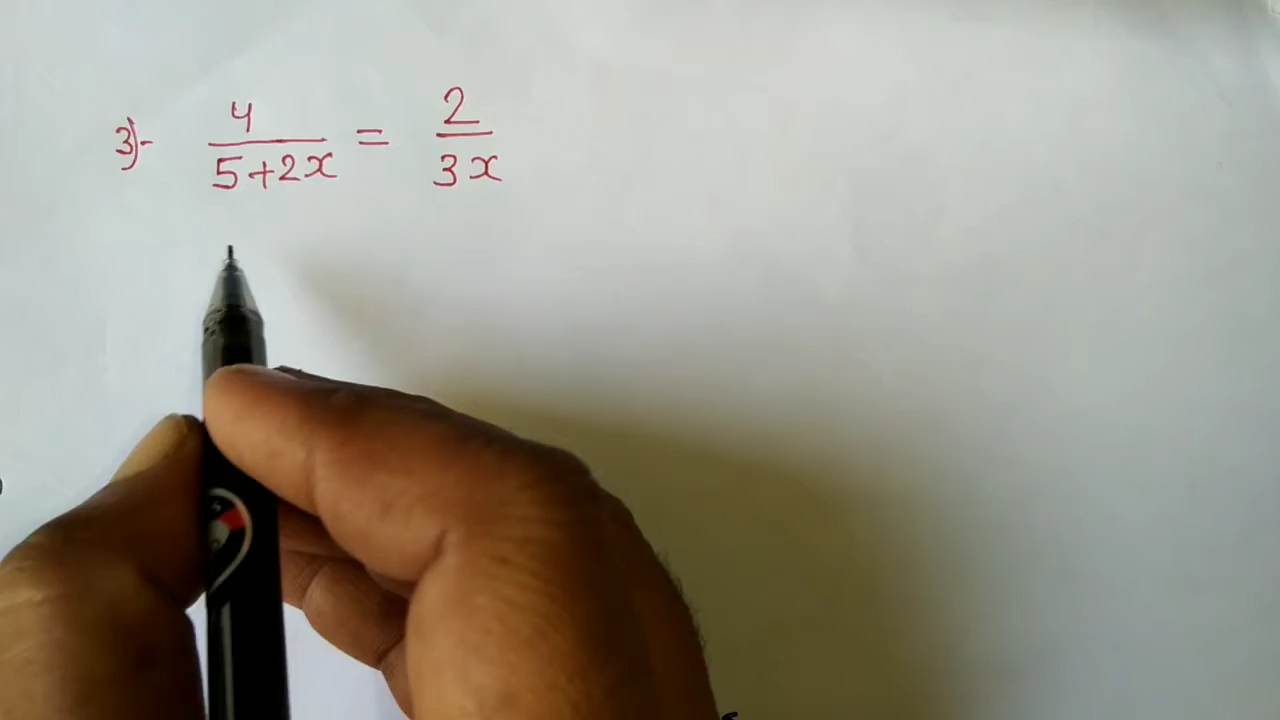 3)- 4/(5+2x) = 2/(3x)